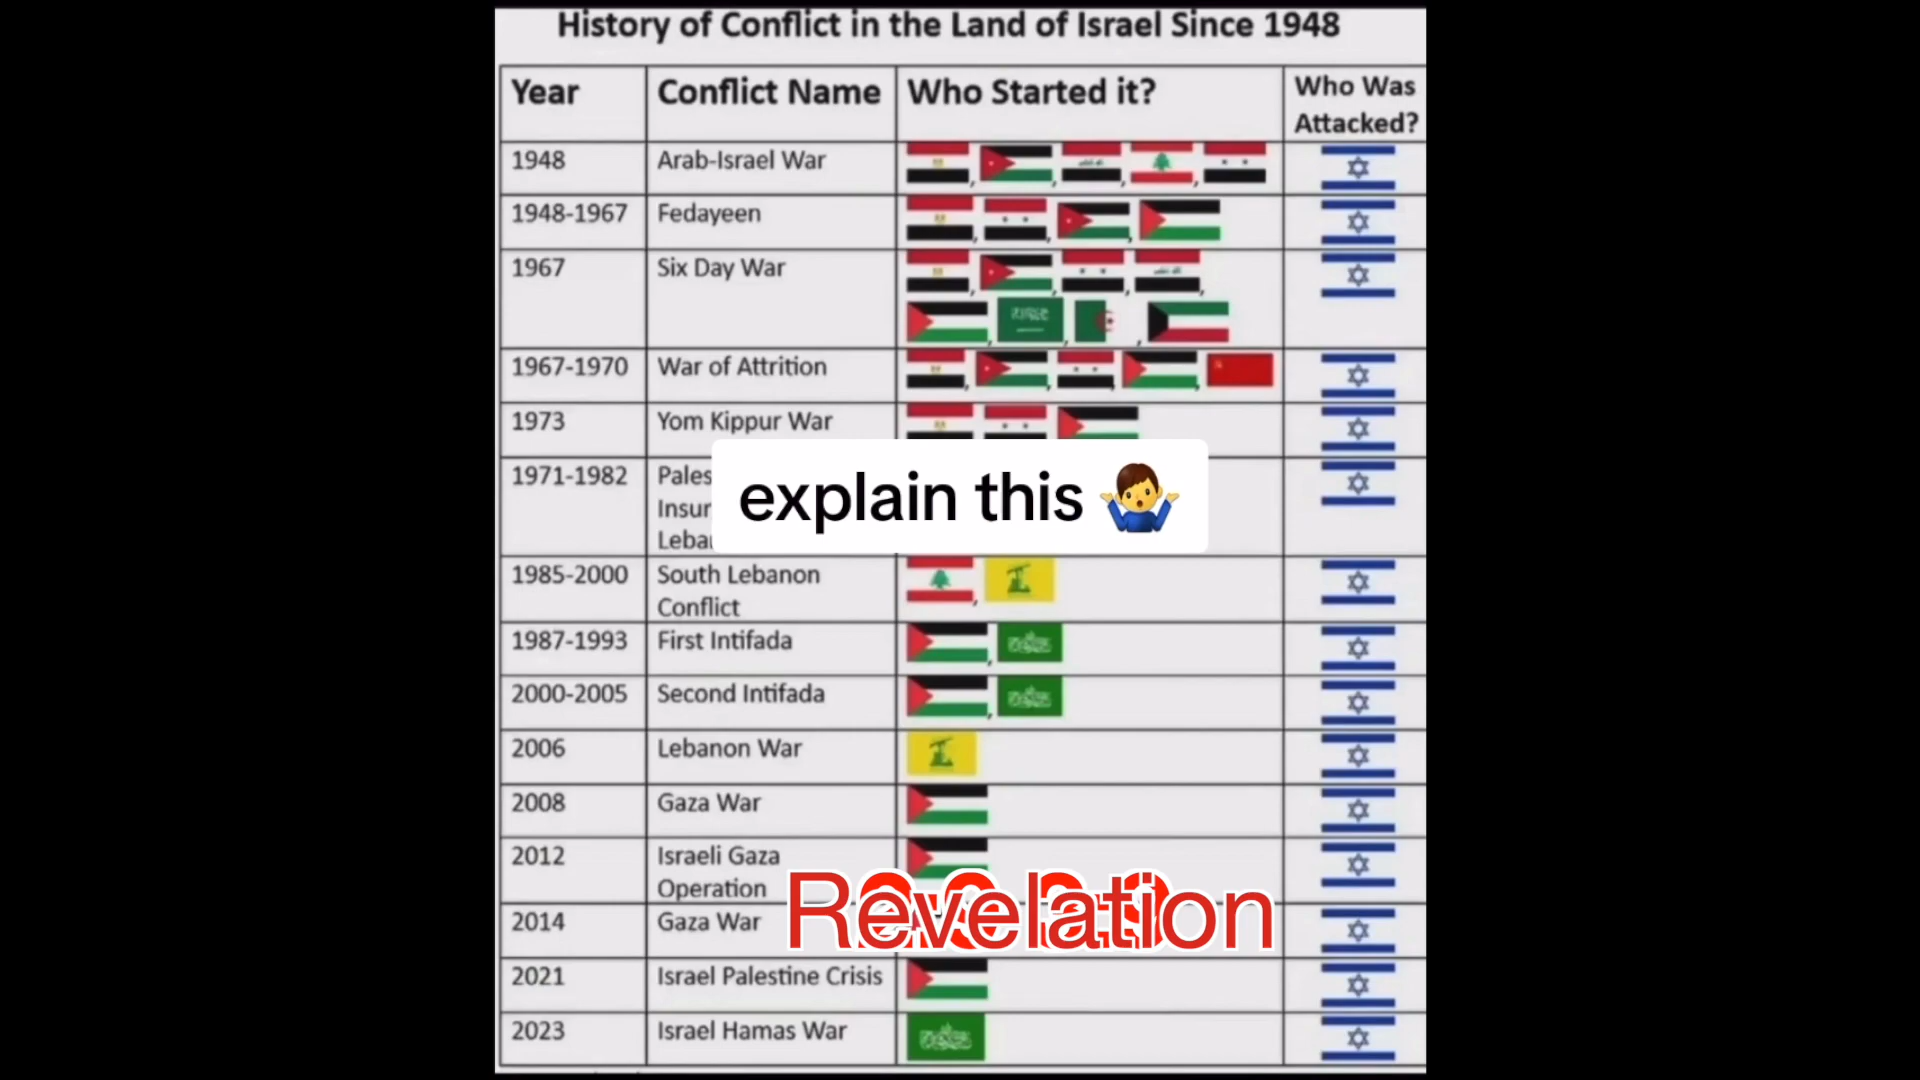 History of Conflict in the Land of Israel Since 1948
Year Conflict Name Who Started it? Who Was
Attacked?
1948 Arab-Israel War
1948-1967 Fedayeen
1967 Six Day War
1967-1970 War of Attrition
1973 Yom Kippur War
1971-1982
explain this 🤷‍♂️
1985-2000 South Lebanon
Conflict
1987-1993 First Intifada
2000-2005 Second Intifada
2006 Lebanon War
2008 Gaza War
2012 Israeli Gaza
Operation
Revelation
2014 Gaza War
2021 Israel Palestine Crisis
2023 Israel Hamas War